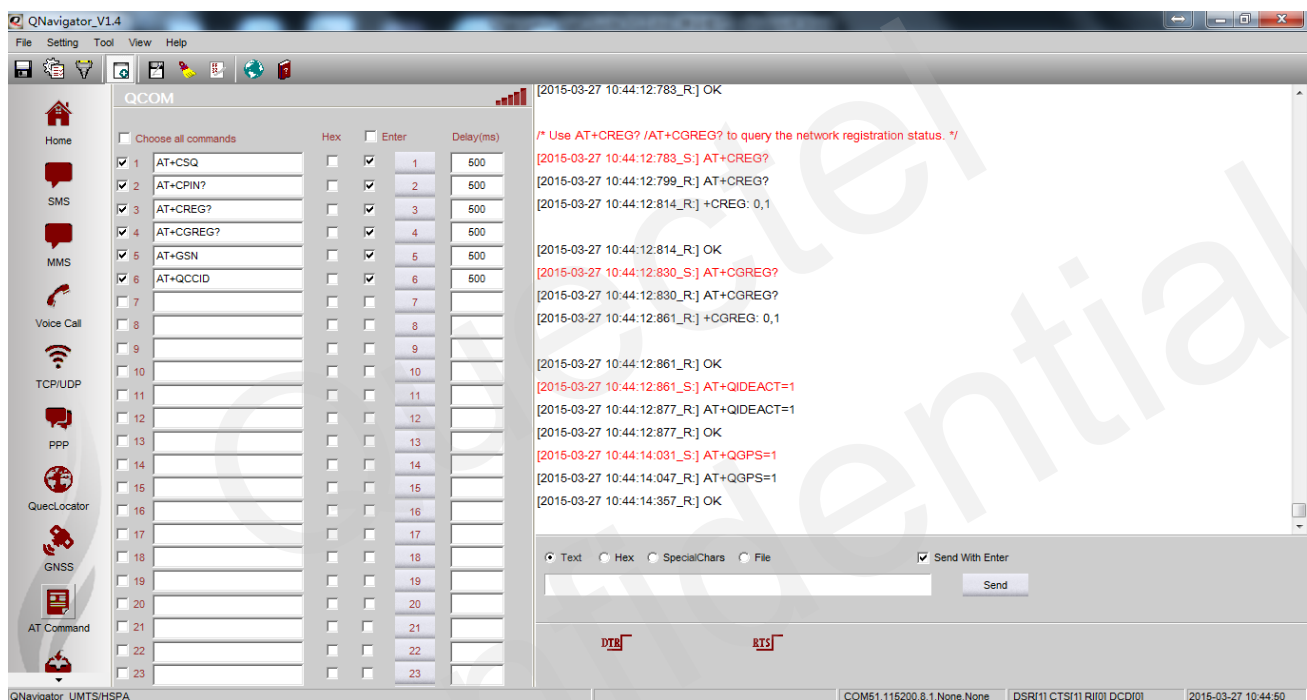 QNavigator_V1.4
File Setting Tool View Help
QCOM
Choose all commands Hex Enter Delay(ms)
1 AT+CSQ 1 500
2 AT+CPIN? 2 500
3 AT+CREG? 3 500
4 AT+CGREG? 4 500
5 AT+GSN 5 500
6 AT+QCCID 6 500
7 7
8 8
9 9
10 10
11 11
12 12
13 13
14 14
15 15
16 16
17 17
18 18
19 19
20 20
21 21
22 22
23 23
Home
SMS
MMS
Voice Call
TCP/UDP
PPP
QuecLocator
GNSS
AT Command
[2015-03-27 10:44:12:783_R:] OK
/* Use AT+CREG? /AT+CGREG? to query the network registration status. */
[2015-03-27 10:44:12:783_S:] AT+CREG?
[2015-03-27 10:44:12:799_R:] AT+CREG?
[2015-03-27 10:44:12:814_R:] +CREG: 0,1
[2015-03-27 10:44:12:814_R:] OK
[2015-03-27 10:44:12:830_S:] AT+CGREG?
[2015-03-27 10:44:12:830_R:] AT+CGREG?
[2015-03-27 10:44:12:861_R:] +CGREG: 0,1
[2015-03-27 10:44:12:861_R:] OK
[2015-03-27 10:44:12:861_S:] AT+QIDEACT=1
[2015-03-27 10:44:12:877_R:] AT+QIDEACT=1
[2015-03-27 10:44:12:877_R:] OK
[2015-03-27 10:44:14:031_S:] AT+QGPS=1
[2015-03-27 10:44:14:047_R:] AT+QGPS=1
[2015-03-27 10:44:14:357_R:] OK
Text Hex SpecialChars File Send With Enter
Send
DTR RTS
QNavigator_UMTS/HSPA COM51,115200,8,1,None,None DSR[1] CTS[1] RI[0] DCD[0] 2015-03-27 10:44:50
Quectel
Confidential